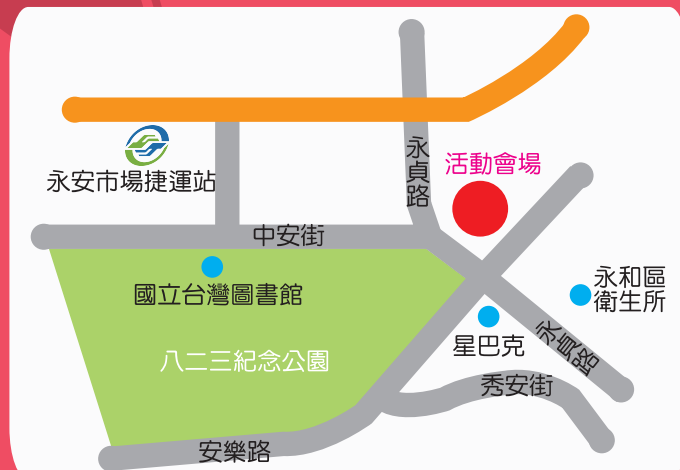 永貞路
活動會場
永安市場捷運站
中安街
國立台灣圖書館
永和區
衛生所
星巴克
永貞路
八二三紀念公園
秀安街
安樂路